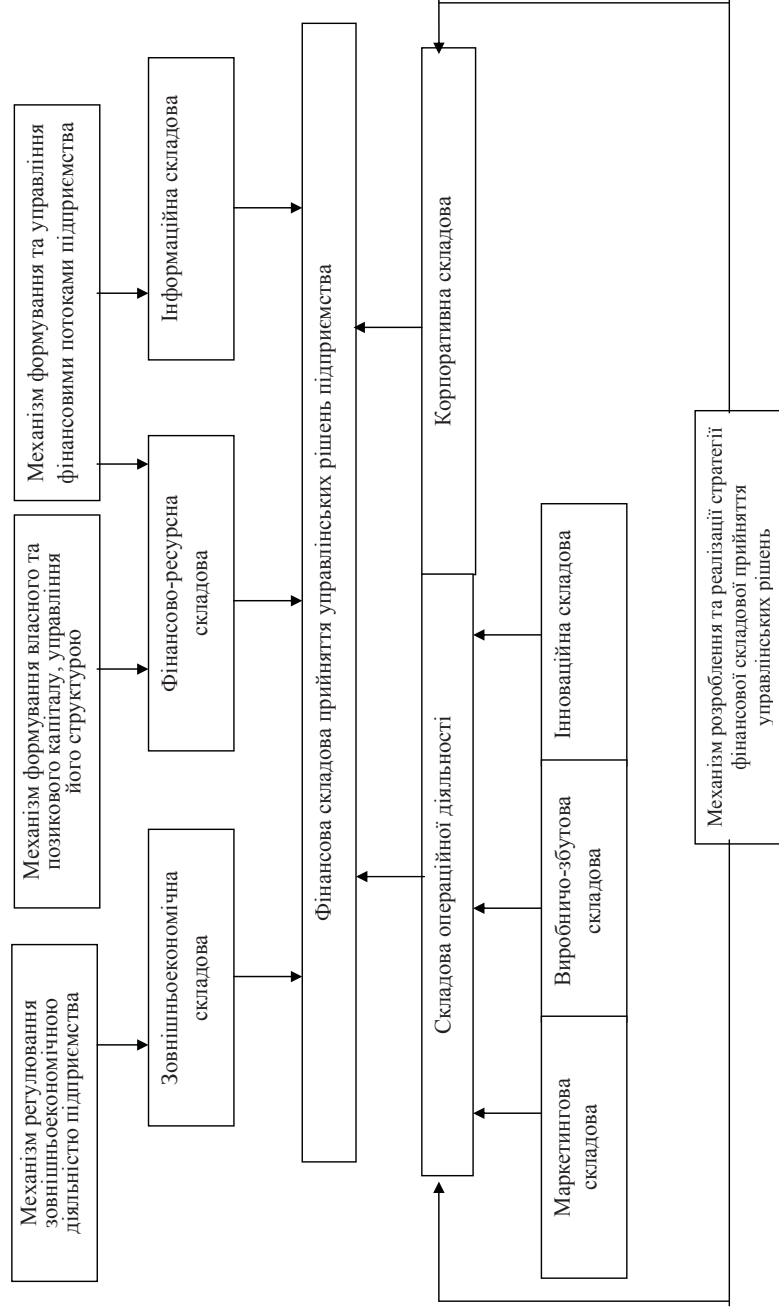 Механізм регулювання
зовнішньоекономічною
діяльністю підприємства
Механізм формування власного та
позикового капіталу, управління
його структурою
Механізм формування та управління
фінансовими потоками підприємства
Зовнішньоекономічна
складова
Фінансово-ресурсна
складова
Інформаційна складова
Фінансова складова прийняття управлінських рішень підприємства
Складова операційної діяльності
Корпоративна складова
Маркетингова
складова
Виробничо-збутова
складова
Інноваційна складова
Механізм розроблення та реалізації стратегії
фінансової складової прийняття
управлінських рішень